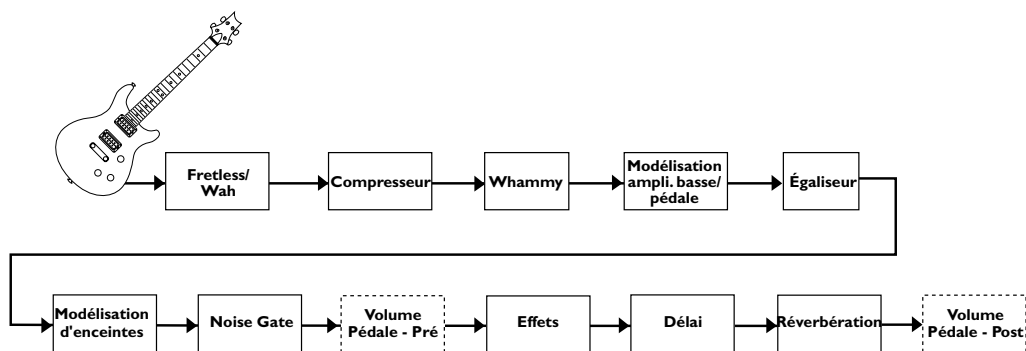 Fretless/
Wah
Compresseur
Whammy
Modélisation
ampli. basse/
pédale
Égaliseur
Modélisation
d'enceintes
Noise Gate
Volume
Pédale - Pré
Effets
Délai
Réverbération
Volume
Pédale - Post